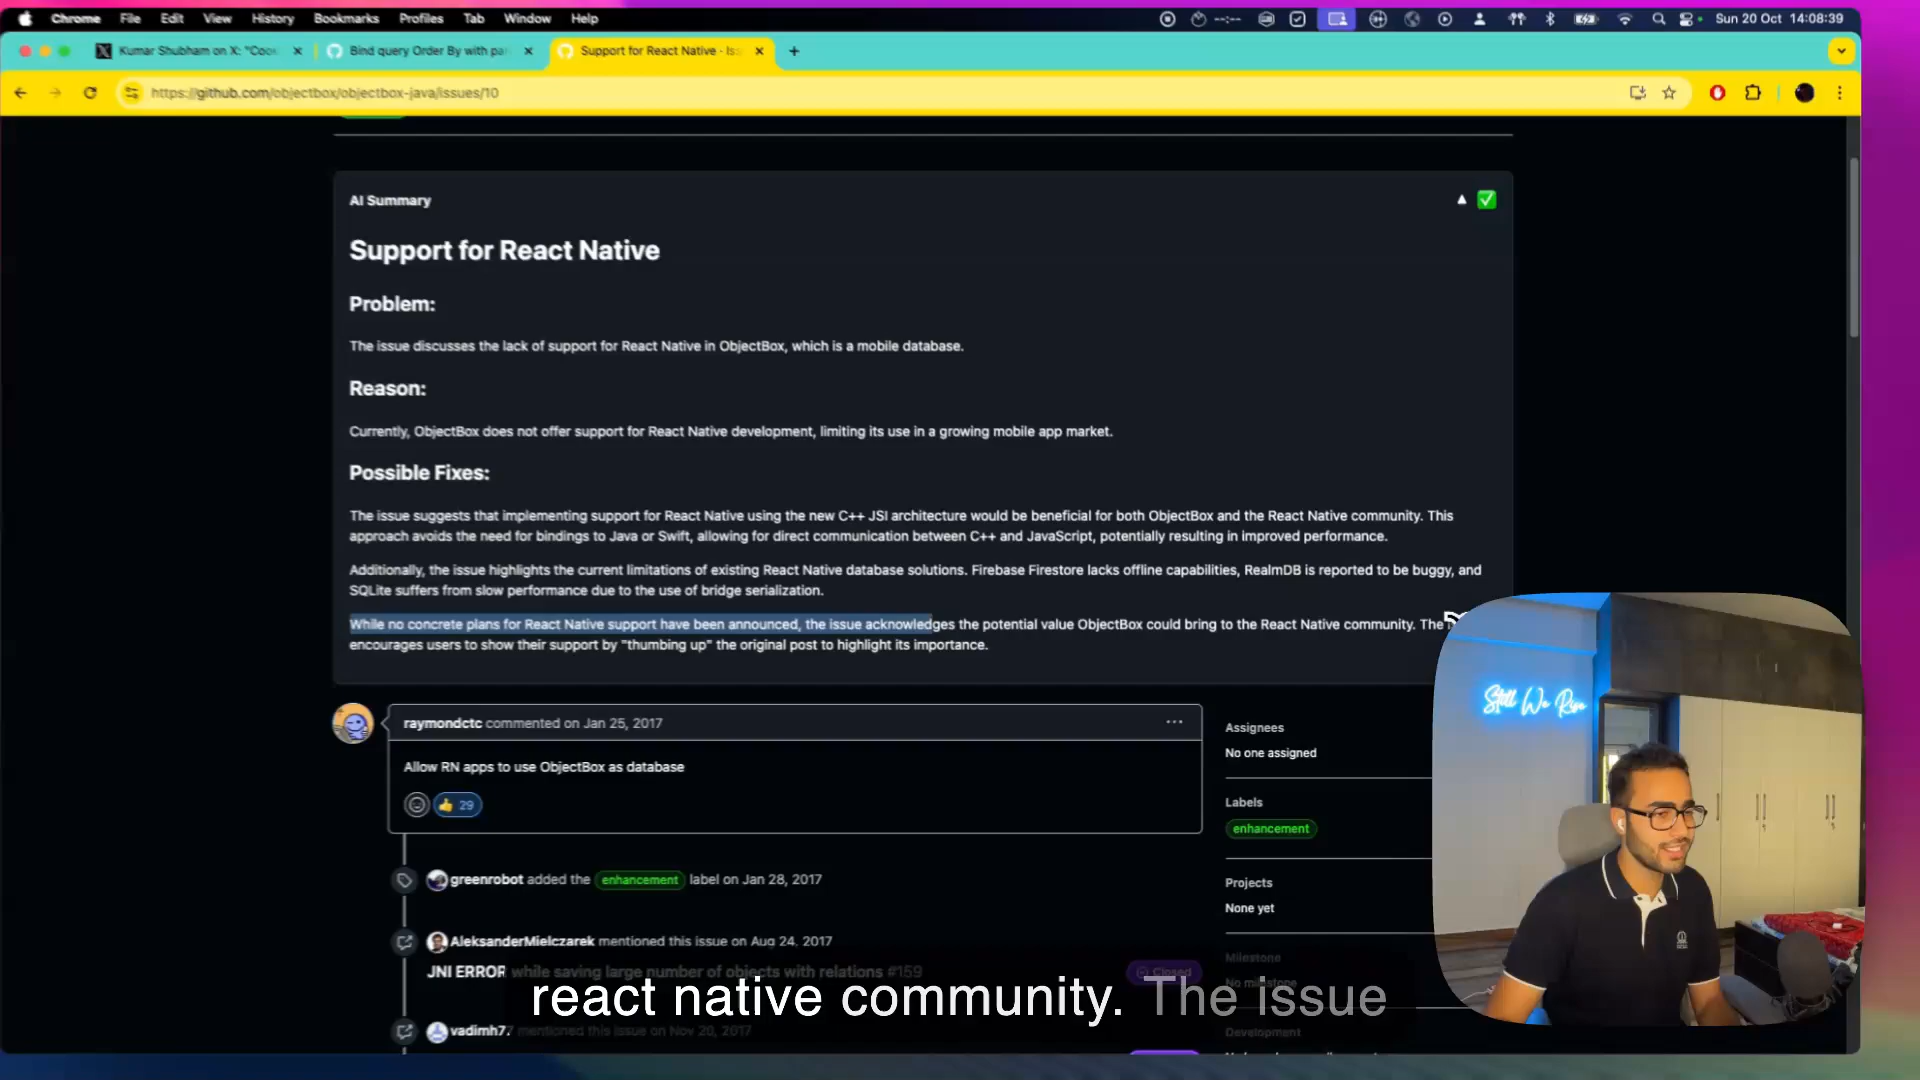 Chrome File Edit View History Bookmarks Profiles Tab Window Help --:-- Sun 20 Oct 14:08:39
Kumar Shubham on X: "Coo
Bind query Order By with pa
Support for React Native · Is
https://github.com/objectbox/objectbox-java/issues/10
AI Summary
Support for React Native
Problem:
The issue discusses the lack of support for React Native in ObjectBox, which is a mobile database.
Reason:
Currently, ObjectBox does not offer support for React Native development, limiting its use in a growing mobile app market.
Possible Fixes:
The issue suggests that implementing support for React Native using the new C++ JSI architecture would be beneficial for both ObjectBox and the React Native community. This
approach avoids the need for bindings to Java or Swift, allowing for direct communication between C++ and JavaScript, potentially resulting in improved performance.
Additionally, the issue highlights the current limitations of existing React Native database solutions. Firebase Firestore lacks offline capabilities, RealmDB is reported to be buggy, and
SQLite suffers from slow performance due to the use of bridge serialization.
While no concrete plans for React Native support have been announced, the issue acknowledges the potential value ObjectBox could bring to the React Native community. The
encourages users to show their support by "thumbing up" the original post to highlight its importance.
raymondctc commented on Jan 25, 2017
Allow RN apps to use ObjectBox as database
29
greenrobot added the enhancement label on Jan 28, 2017
AleksanderMielczarek mentioned this issue on Aug 24, 2017
JNI ERROR while saving large number of objects with relations #159
Closed
vadimh7. mentioned this issue on Nov 20, 2017
Assignees
No one assigned
Labels
enhancement
Projects
None yet
Milestone
No milestone
Development
Still We Rise
react native community. The issue